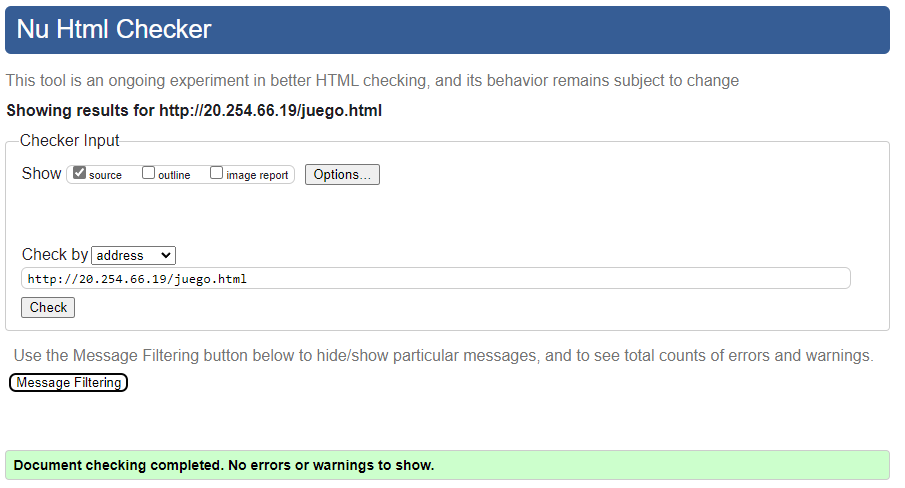 Nu Html Checker
This tool is an ongoing experiment in better HTML checking, and its behavior remains subject to change
Showing results for http://20.254.66.19/juego.html
Checker Input
Show source outline image report Options...
Check by address
http://20.254.66.19/juego.html
Check
Use the Message Filtering button below to hide/show particular messages, and to see total counts of errors and warnings.
Message Filtering
Document checking completed. No errors or warnings to show.